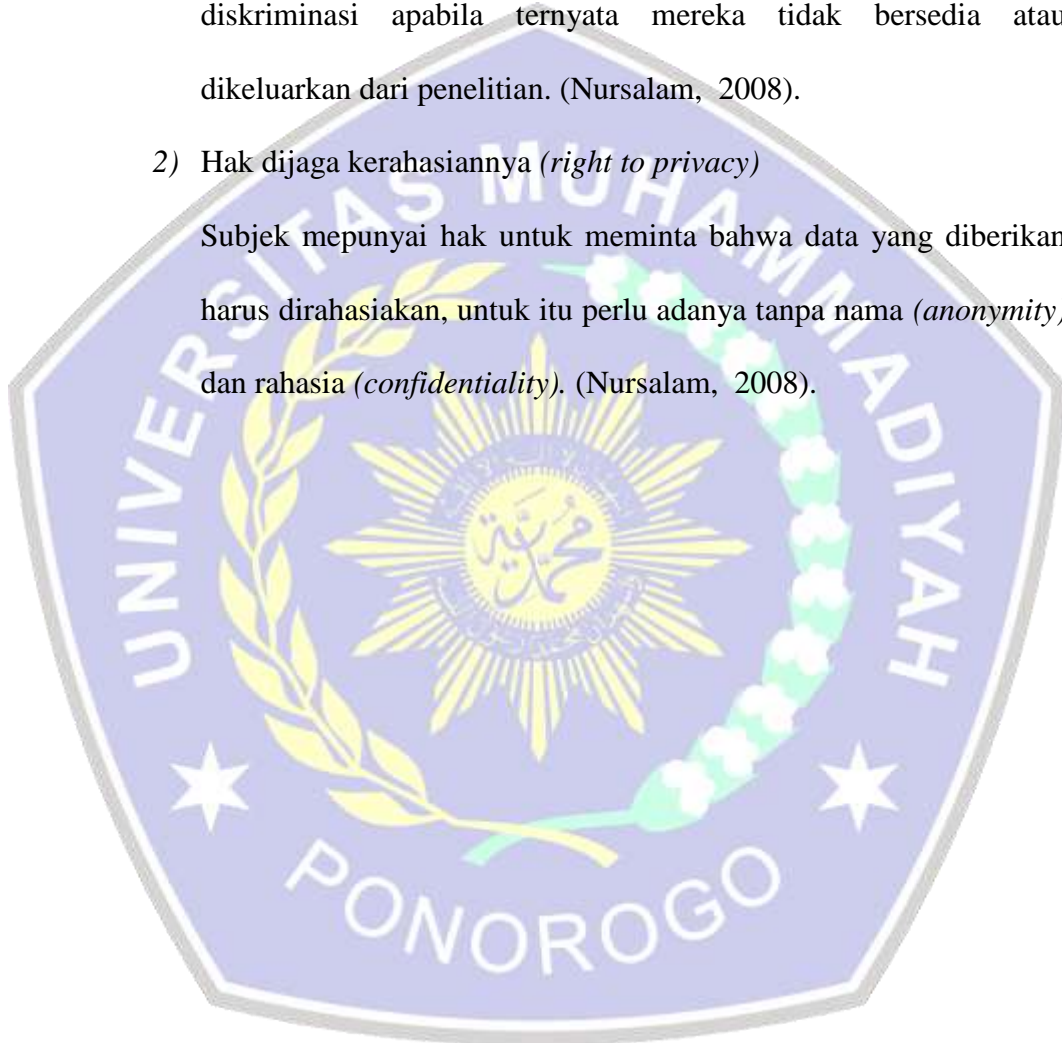 diskriminasi apabila ternyata mereka tidak bersedia atau
dikeluarkan dari penelitian. (Nursalam, 2008).
2) Hak dijaga kerahasiannya (right to privacy)
Subjek mepunyai hak untuk meminta bahwa data yang diberikan
harus dirahasiakan, untuk itu perlu adanya tanpa nama (anonymity)
dan rahasia (confidentiality). (Nursalam, 2008).
UNIVERSITAS MUHAMMADIYAH
محمدية
PONOROGO